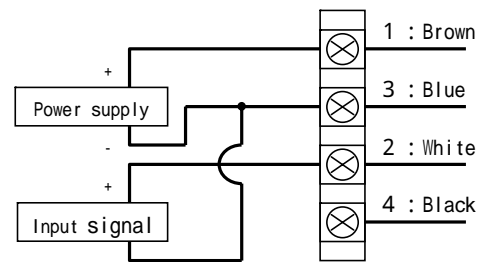 1 : Brown
+
Power supply
3 : Blue
-
2 : White
+
Input signal
4 : Black